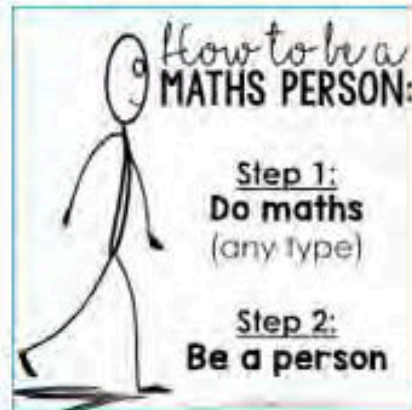 How to be a
MATHS PERSON:
Step 1:
Do maths
(any type)
Step 2:
Be a person